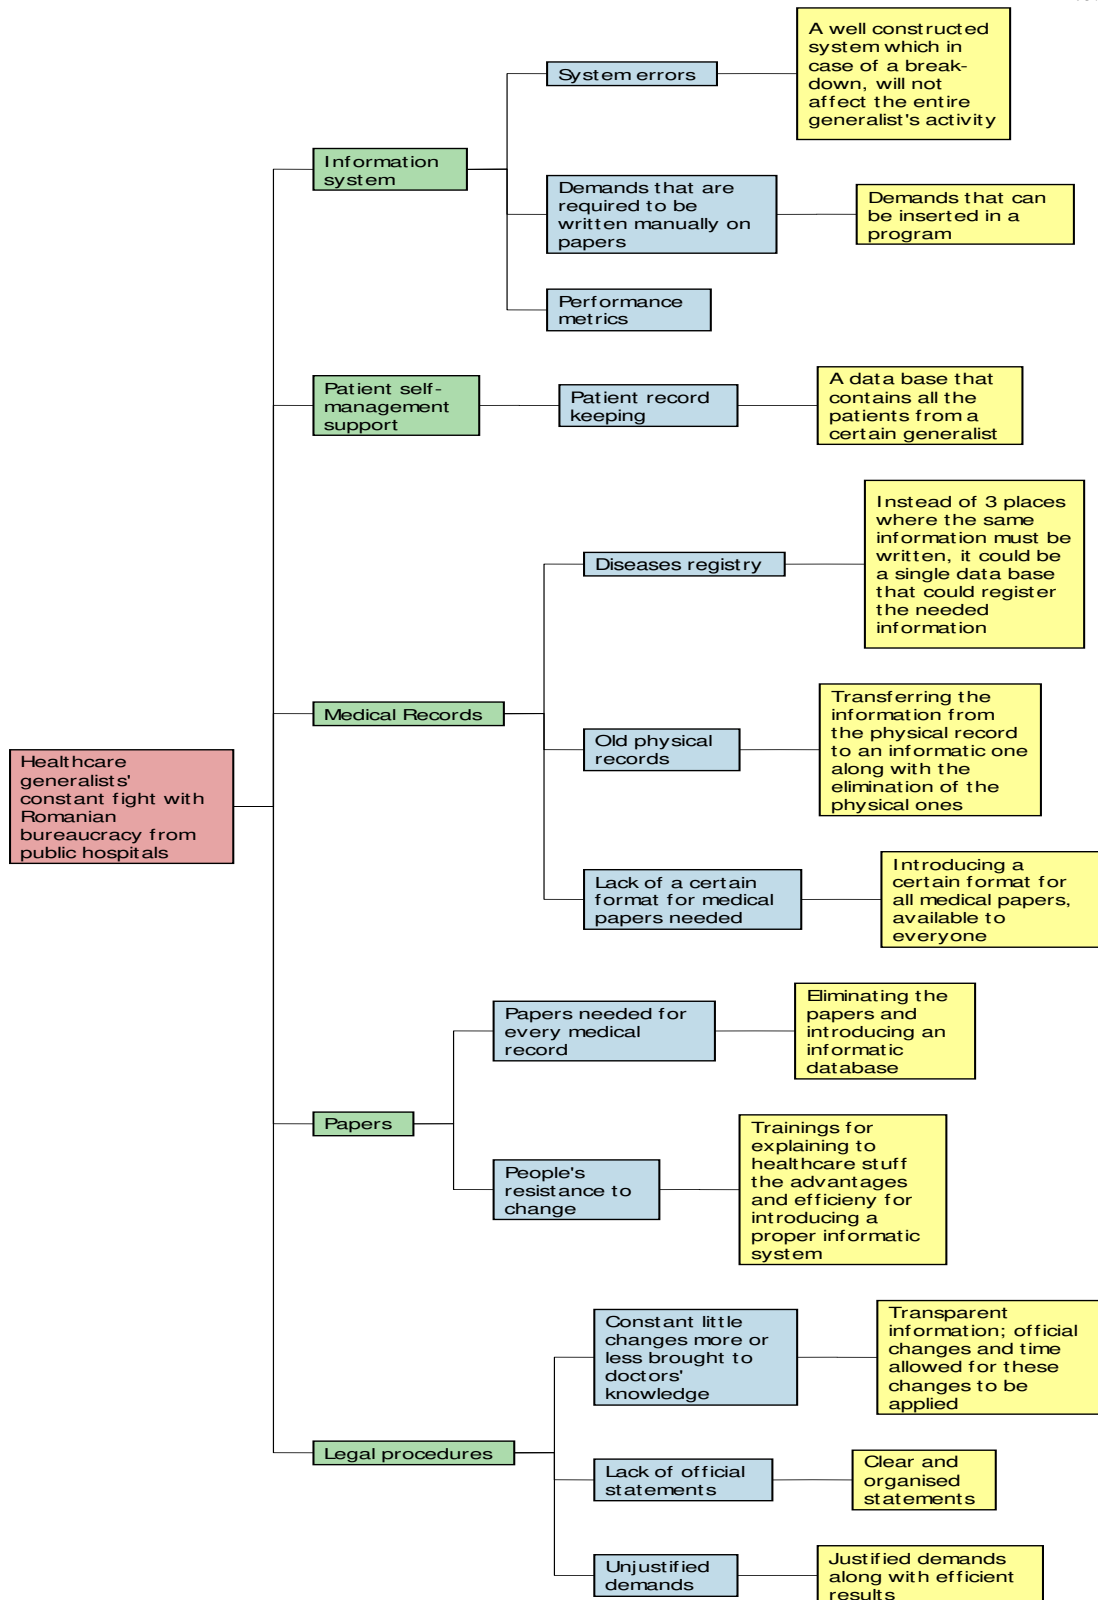 A well constructed
system which in
case of a break-
down, will not
affect the entire
generalist's activity
System errors
Information
system
Demands that are
required to be
written manually on
papers
Demands that can
be inserted in a
program
Performance
metrics
Patient self-
management
support
Patient record
keeping
A data base that
contains all the
patients from a
certain generalist
Instead of 3 places
where the same
information must be
written, it could be
a single data base
that could register
the needed
information
Diseases registry
Medical Records
Old physical
records
Transferring the
information from
the physical record
to an informatic one
along with the
elimination of the
physical ones
Healthcare
generalists'
constant fight with
Romanian
bureaucracy from
public hospitals
Lack of a certain
format for medical
papers needed
Introducing a
certain format for
all medical papers,
available to
everyone
Papers needed for
every medical
record
Eliminating the
papers and
introducing an
informatic
database
Papers
People's
resistance to
change
Trainings for
explaining to
healthcare stuff
the advantages
and efficieny for
introducing a
proper informatic
system
Constant little
changes more or
less brought to
doctors'
knowledge
Transparent
information; official
changes and time
allowed for these
changes to be
applied
Legal procedures
Lack of official
statements
Clear and
organised
statements
Unjustified
demands
Justified demands
along with efficient
results